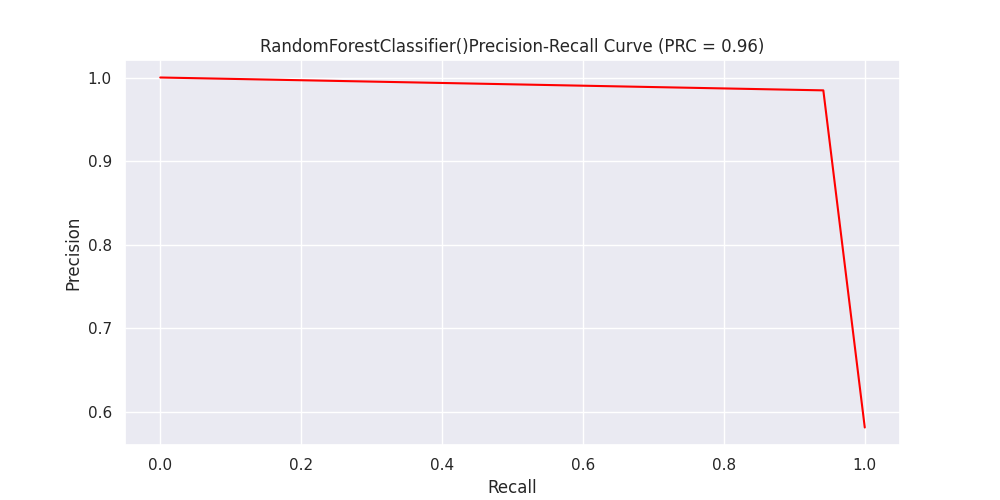 RandomForestClassifier()Precision-Recall Curve (PRC = 0.96)
1.0
0.9
0.8
0.7
0.6
Precision
0.0 0.2 0.4 0.6 0.8 1.0
Recall